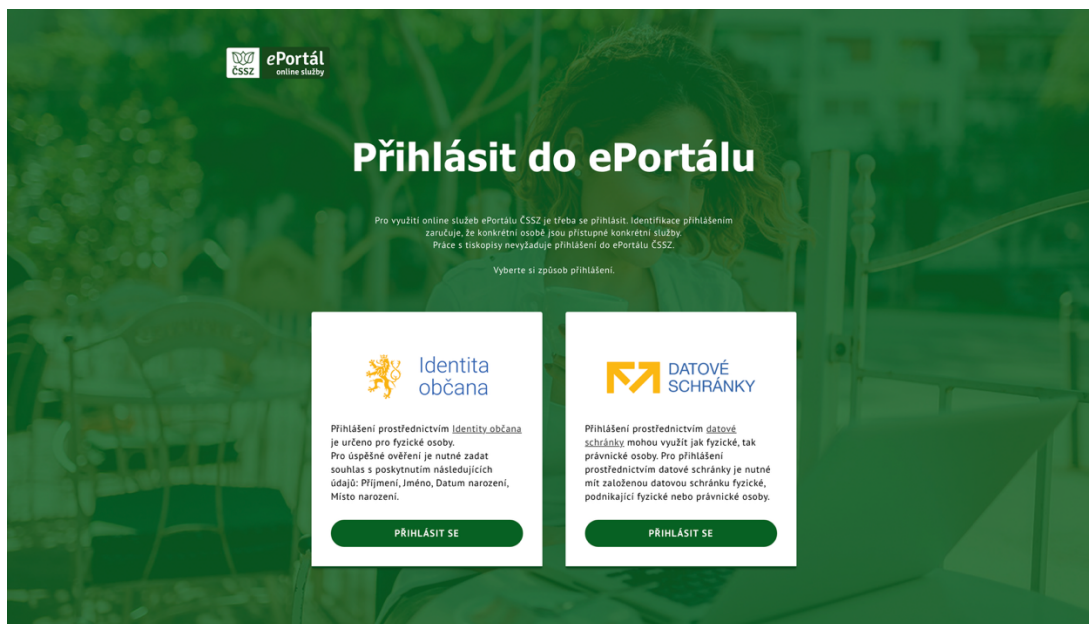 ČSSZ
ePortál
online služby
Přihlásit do ePortálu
Pro využití online služeb ePortálu ČSSZ je třeba se přihlásit. Identifikace přihlášením
zaručuje, že konkrétní osobě jsou přístupné konkrétní služby.
Práce s tiskopisy nevyžaduje přihlášení do ePortálu ČSSZ.
Vyberte si způsob přihlášení.
Identita
občana
Přihlášení prostřednictvím Identity občana
je určeno pro fyzické osoby.
Pro úspěšné ověření je nutné zadat
souhlas s poskytnutím následujících
údajů: Příjmení, Jméno, Datum narození,
Místo narození.
PŘIHLÁSIT SE
DATOVÉ
SCHRÁNKY
Přihlášení prostřednictvím datové
schránky mohou využít jak fyzické, tak
právnické osoby. Pro přihlášení
prostřednictvím datové schránky je nutné
mít založenou datovou schránku fyzické,
podnikající fyzické nebo právnické osoby.
PŘIHLÁSIT SE